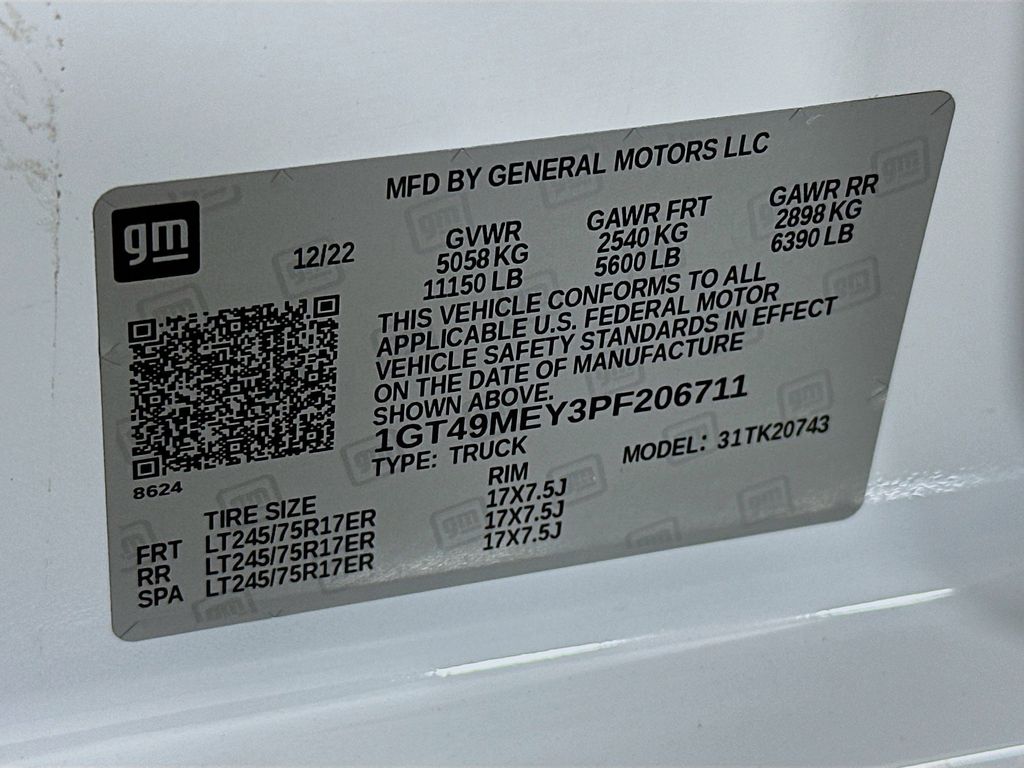 gm
12/22
MFD BY GENERAL MOTORS LLC
GVWR GAWR FRT GAWR RR
5058 KG 2540 KG 2898 KG
11150 LB 5600 LB 6390 LB
THIS VEHICLE CONFORMS TO ALL
APPLICABLE U.S. FEDERAL MOTOR
VEHICLE SAFETY STANDARDS IN EFFECT
ON THE DATE OF MANUFACTURE
SHOWN ABOVE.
1GT49MEY3PF206711
TYPE: TRUCK MODEL: 31TK20743
8624
TIRE SIZE RIM
FRT LT245/75R17ER 17X7.5J
RR LT245/75R17ER 17X7.5J
SPA LT245/75R17ER 17X7.5J